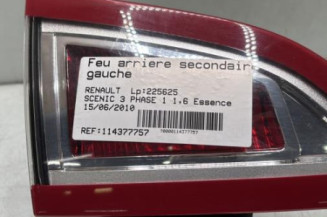 Feu arriere secondair
gauche
RENAULT Lp:225625
SCENIC 3 PHASE 1 1.6 Essence
15/06/2010
REF:114377757